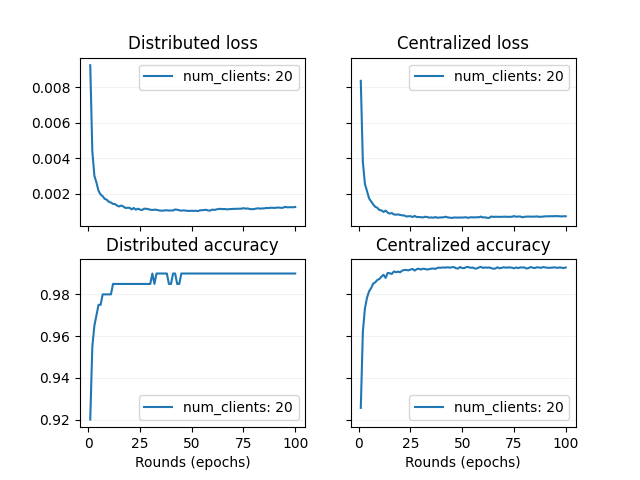 Distributed loss
Centralized loss
num_clients: 20
num_clients: 20
0.008
0.006
0.004
0.002
Distributed accuracy
Centralized accuracy
0.98
0.96
0.94
0.92
num_clients: 20
num_clients: 20
0 25 50 75 100
0 25 50 75 100
Rounds (epochs)
Rounds (epochs)